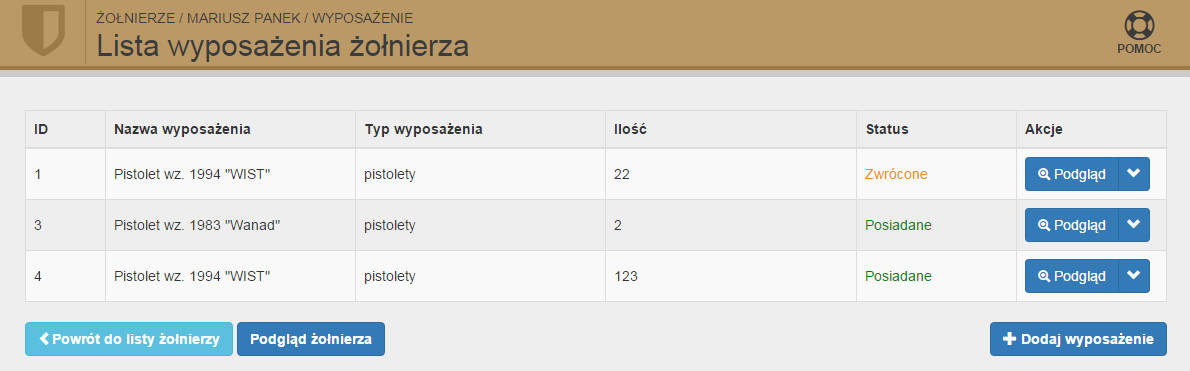 ŻOŁNIERZE / MARIUSZ PANEK / WYPOSAŻENIE
Lista wyposażenia żołnierza
POMOC
ID Nazwa wyposażenia Typ wyposażenia Ilość Status Akcje
1 Pistolet wz. 1994 "WIST" pistolety 22 Zwrócone Podgląd
3 Pistolet wz. 1983 "Wanad" pistolety 2 Posiadane Podgląd
4 Pistolet wz. 1994 "WIST" pistolety 123 Posiadane Podgląd
Powrót do listy żołnierzy Podgląd żołnierza Dodaj wyposażenie